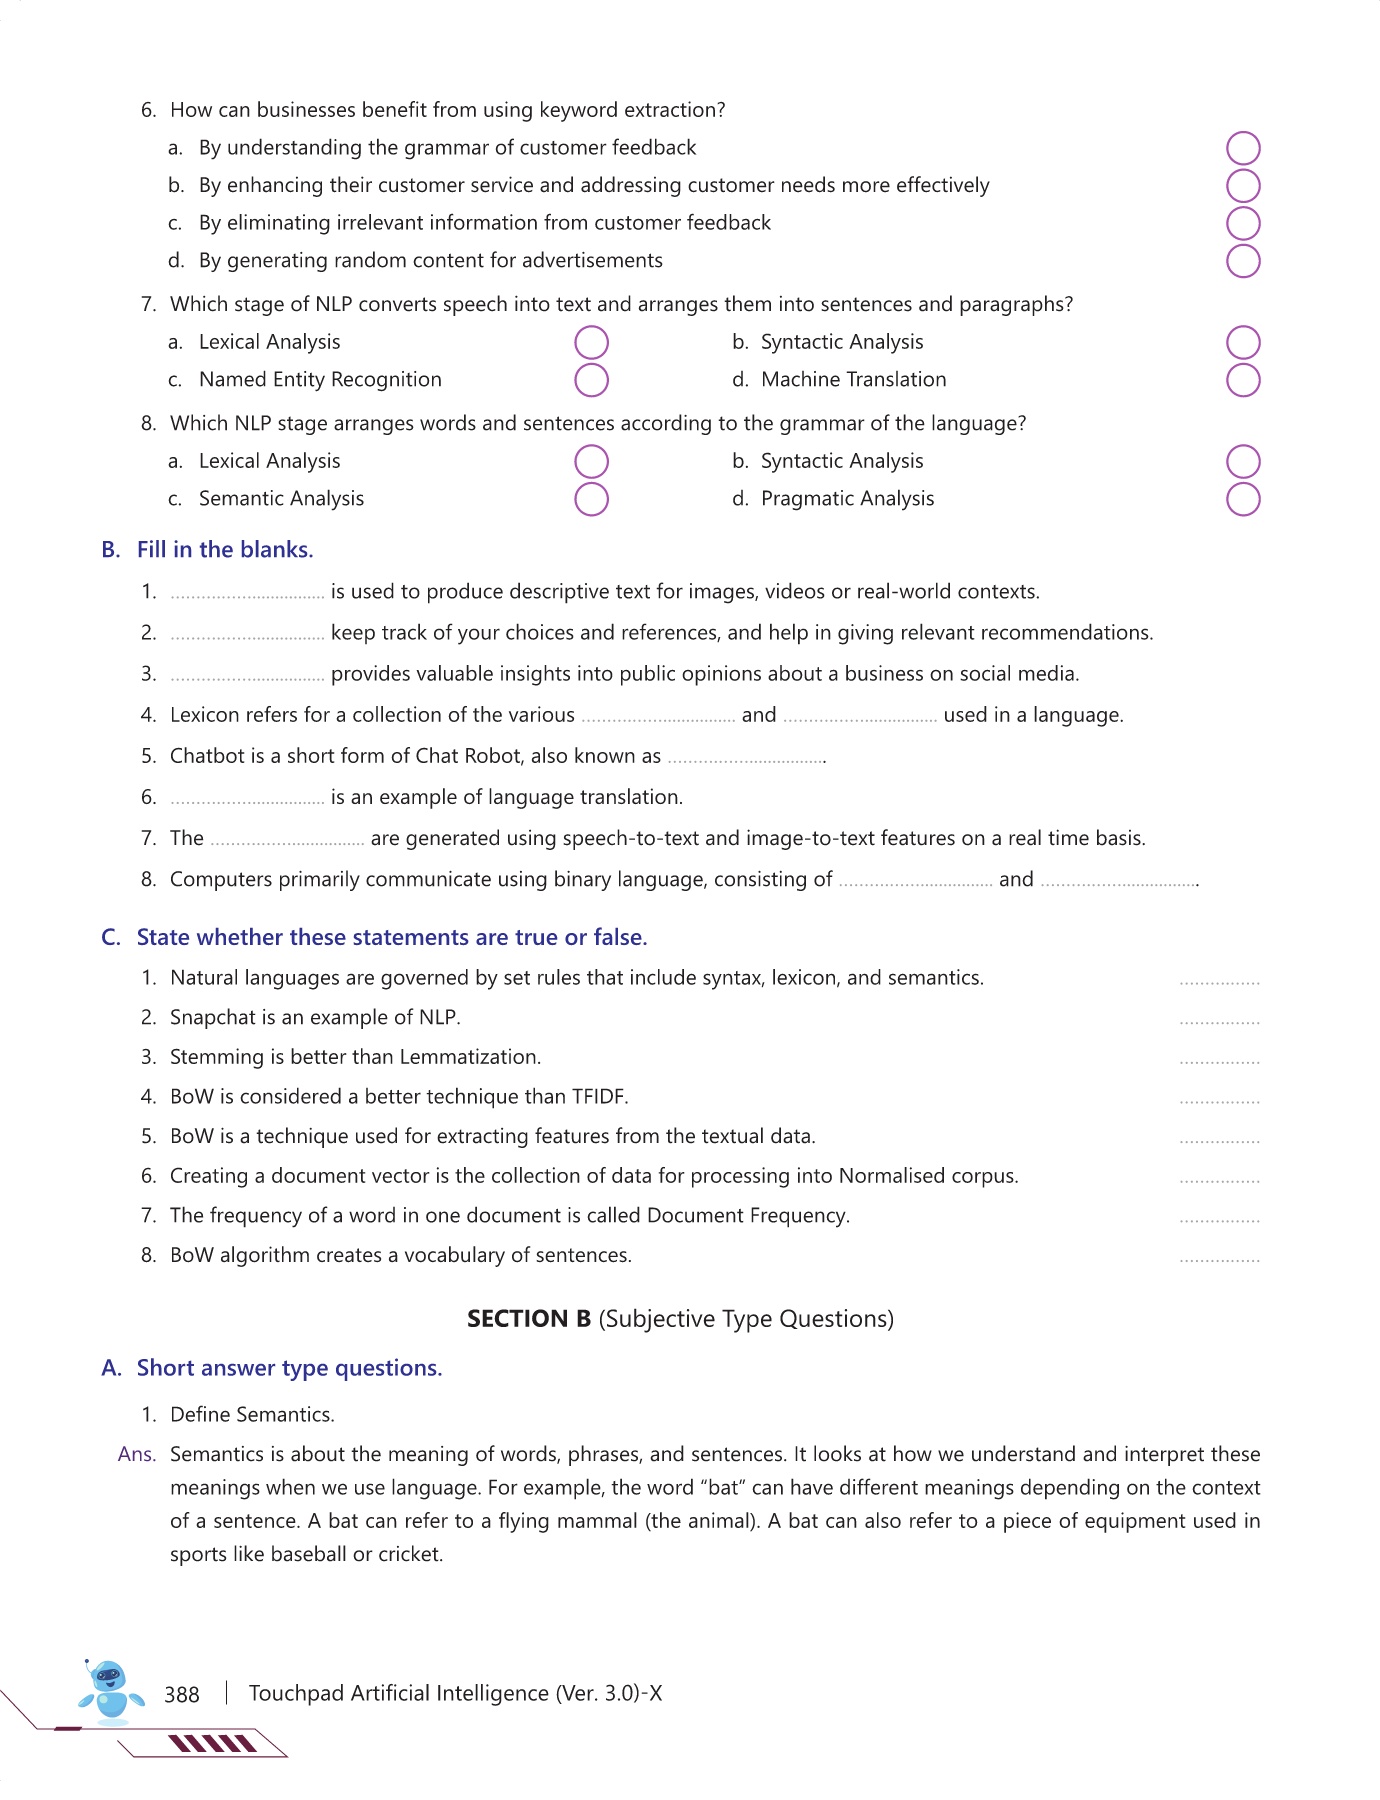 6. How can businesses benefit from using keyword extraction?
a. By understanding the grammar of customer feedback
b. By enhancing their customer service and addressing customer needs more effectively
c. By eliminating irrelevant information from customer feedback
d. By generating random content for advertisements
7. Which stage of NLP converts speech into text and arranges them into sentences and paragraphs?
a. Lexical Analysis b. Syntactic Analysis
c. Named Entity Recognition d. Machine Translation
8. Which NLP stage arranges words and sentences according to the grammar of the language?
a. Lexical Analysis b. Syntactic Analysis
c. Semantic Analysis d. Pragmatic Analysis
B. Fill in the blanks.
1. ................................ is used to produce descriptive text for images, videos or real-world contexts.
2. ................................ keep track of your choices and references, and help in giving relevant recommendations.
3. ................................ provides valuable insights into public opinions about a business on social media.
4. Lexicon refers for a collection of the various ................................ and ................................ used in a language.
5. Chatbot is a short form of Chat Robot, also known as .................................
6. ................................ is an example of language translation.
7. The ................................ are generated using speech-to-text and image-to-text features on a real time basis.
8. Computers primarily communicate using binary language, consisting of ................................ and .................................
C. State whether these statements are true or false.
1. Natural languages are governed by set rules that include syntax, lexicon, and semantics. ................
2. Snapchat is an example of NLP. ................
3. Stemming is better than Lemmatization. ................
4. BoW is considered a better technique than TFIDF. ................
5. BoW is a technique used for extracting features from the textual data. ................
6. Creating a document vector is the collection of data for processing into Normalised corpus. ................
7. The frequency of a word in one document is called Document Frequency. ................
8. BoW algorithm creates a vocabulary of sentences. ................
SECTION B (Subjective Type Questions)
A. Short answer type questions.
1. Define Semantics.
Ans. Semantics is about the meaning of words, phrases, and sentences. It looks at how we understand and interpret these
meanings when we use language. For example, the word “bat” can have different meanings depending on the context
of a sentence. A bat can refer to a flying mammal (the animal). A bat can also refer to a piece of equipment used in
sports like baseball or cricket.
388 | Touchpad Artificial Intelligence (Ver. 3.0)-X